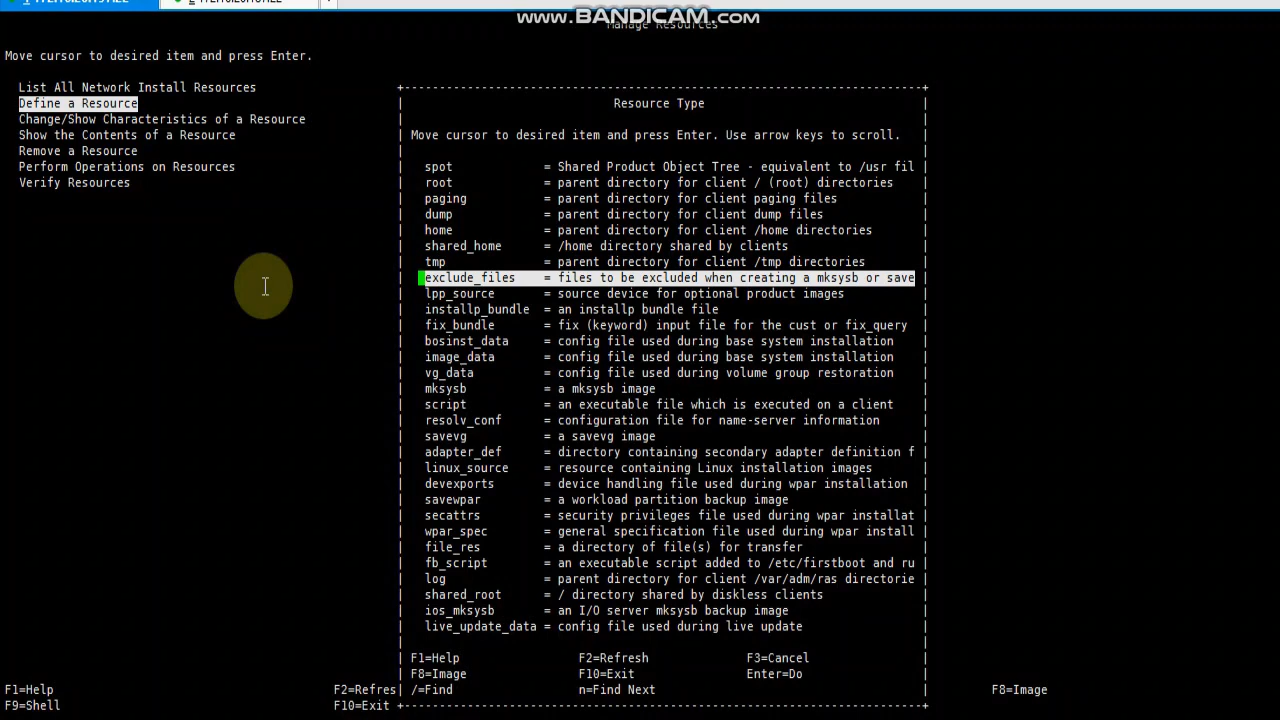 www.BANDICAM.com
Manage Resources
Move cursor to desired item and press Enter.
List All Network Install Resources
Define a Resource
Change/Show Characteristics of a Resource
Show the Contents of a Resource
Remove a Resource
Perform Operations on Resources
Verify Resources
Resource Type
Move cursor to desired item and press Enter. Use arrow keys to scroll.
spot = Shared Product Object Tree - equivalent to /usr fil
root = parent directory for client / (root) directories
paging = parent directory for client paging files
dump = parent directory for client dump files
home = parent directory for client /home directories
shared_home = /home directory shared by clients
tmp = parent directory for client /tmp directories
exclude_files = files to be excluded when creating a mksysb or save
lpp_source = source device for optional product images
installp_bundle = an installp bundle file
fix_bundle = fix (keyword) input file for the cust or fix_query
bosinst_data = config file used during base system installation
image_data = config file used during base system installation
vg_data = config file used during volume group restoration
mksysb = a mksysb image
script = an executable file which is executed on a client
resolv_conf = configuration file for name-server information
savevg = a savevg image
adapter_def = directory containing secondary adapter definition f
linux_source = resource containing Linux installation images
devexports = device handling file used during wpar installation
savewpar = a workload partition backup image
secattrs = security privileges file used during wpar installat
wpar_spec = general specification file used during wpar install
file_res = a directory of file(s) for transfer
fb_script = an executable script added to /etc/firstboot and ru
log = parent directory for client /var/adm/ras directorie
shared_root = / directory shared by diskless clients
ios_mksysb = an I/O server mksysb backup image
live_update_data = config file used during live update
F1=Help F2=Refresh F3=Cancel
F8=Image F10=Exit Enter=Do
/=Find n=Find Next
F1=Help F2=Refres F8=Image
F9=Shell F10=Exit